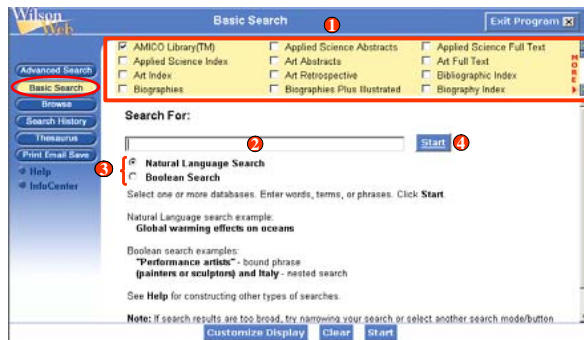 Wilson Web
Basic Search
1
Exit Program
AMICO Library(TM) Applied Science Abstracts Applied Science Full Text
Applied Science Index Art Abstracts Art Full Text
Art Index Art Retrospective Bibliographic Index
Biographies Biographies Plus Illustrated Biography Index
MORE
Advanced Search
Basic Search
Browse
Search History
Thesaurus
Print Email Save
Help
InfoCenter
Search For:
2
Start
4
3
Natural Language Search
Boolean Search
Select one or more databases. Enter words, terms, or phrases. Click Start.
Natural Language search example:
Global warming effects on oceans
Boolean search examples:
"Performance artists" - bound phrase
(painters or sculptors) and Italy - nested search
See Help for constructing other types of searches.
Note: If search results are too broad, try narrowing your search or select another search mode/button
Customize Display Clear Start